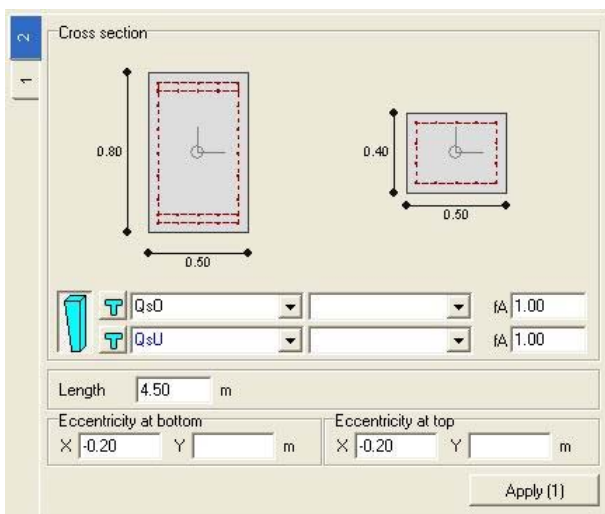 2
1
Cross section
0.80
0.50
0.40
0.50
QsO fA 1.00
QsU fA 1.00
Length 4.50 m
Eccentricity at bottom
X -0.20 Y m
Eccentricity at top
X -0.20 Y m
Apply (1)